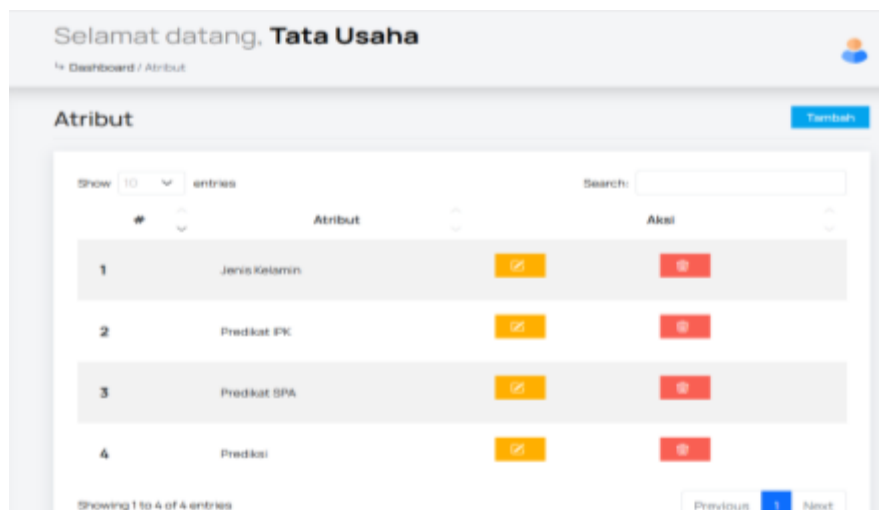 Selamat datang, Tata Usaha
Dashboard / Atribut
Atribut
Tambah
Show 10 entries
Search:
# Atribut Aksi
1 Jenis Kelamin
2 Predikat IPK
3 Predikat SPA
4 Prediksi
Showing 1 to 4 of 4 entries
Previous 1 Next